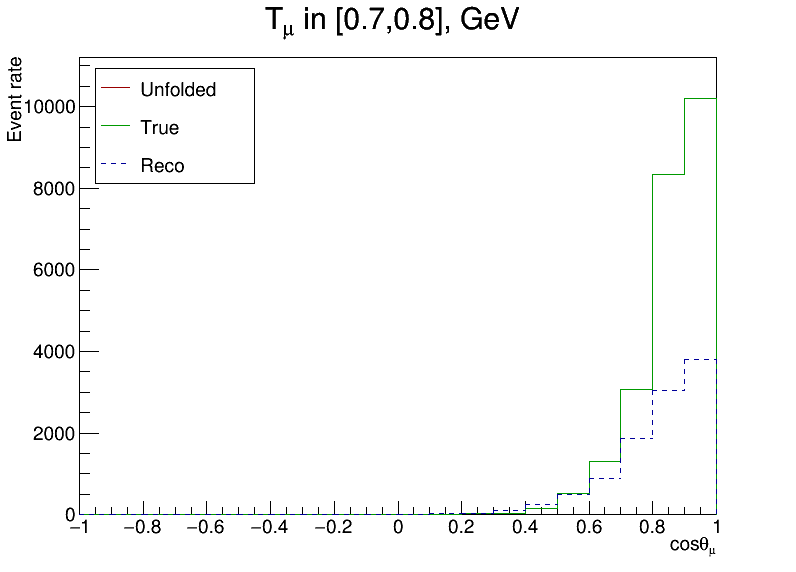 Tμ in [0.7,0.8], GeV
Event rate
Unfolded
True
Reco
10000
8000
6000
4000
2000
0
−1 −0.8 −0.6 −0.4 −0.2 0 0.2 0.4 0.6 0.8 1
cosθμ